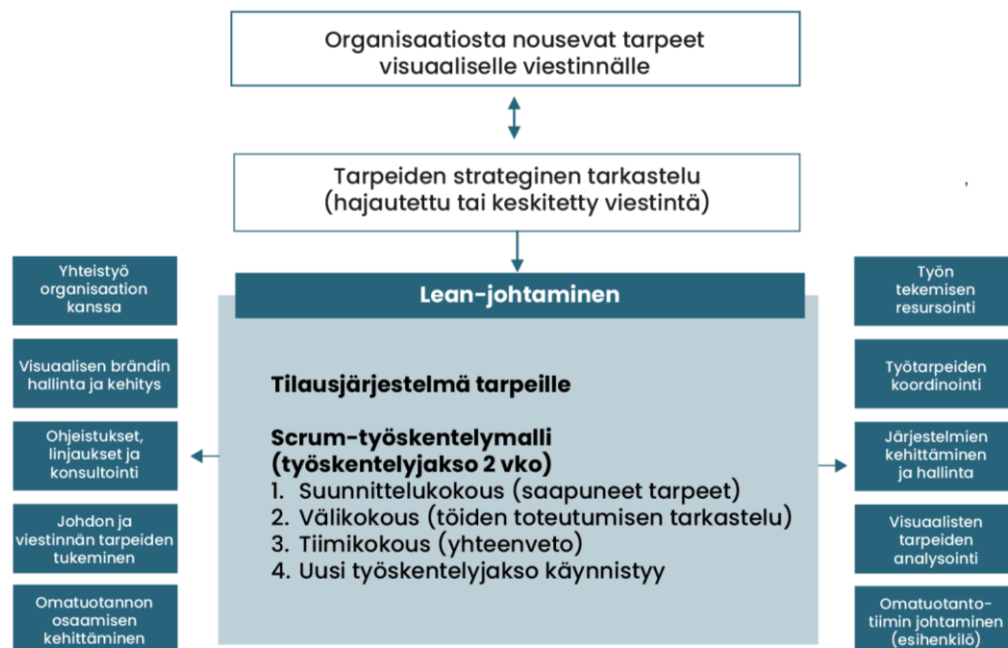 Organisaatiosta nousevat tarpeet
visuaaliselle viestinnälle
Tarpeiden strateginen tarkastelu
(hajautettu tai keskitetty viestintä)
Lean-johtaminen
Tilausjärjestelmä tarpeille
Scrum-työskentelymalli
(työskentelyjakso 2 vko)
1. Suunnittelukokous (saapuneet tarpeet)
2. Välikokous (töiden toteutumisen tarkastelu)
3. Tiimikokous (yhteenveto)
4. Uusi työskentelyjakso käynnistyy
Yhteistyö
organisaation
kanssa
Visuaalisen brändin
hallinta ja kehitys
Ohjeistukset,
linjaukset ja
konsultointi
Johdon ja
viestinnän tarpeiden
tukeminen
Omatuotannon
osaamisen
kehittäminen
Työn
tekemisen
resursointi
Työtarpeiden
koordinointi
Järjestelmien
kehittäminen
ja hallinta
Visuaalisten
tarpeiden
analysointi
Omatuotanto-
tiimin johtaminen
(esihenkilö)